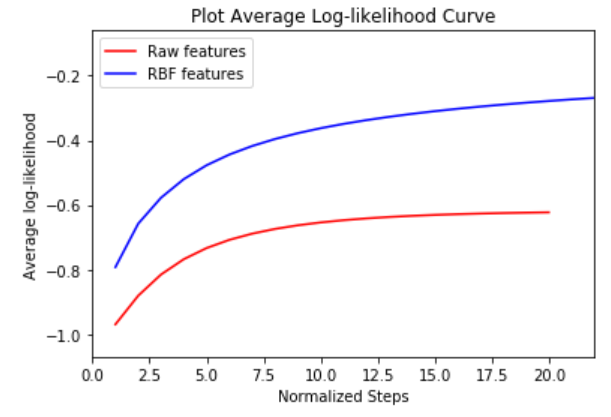 Plot Average Log-likelihood Curve
Raw features
RBF features
−0.2
−0.4
−0.6
−0.8
−1.0
Average log-likelihood
0.0 2.5 5.0 7.5 10.0 12.5 15.0 17.5 20.0
Normalized Steps